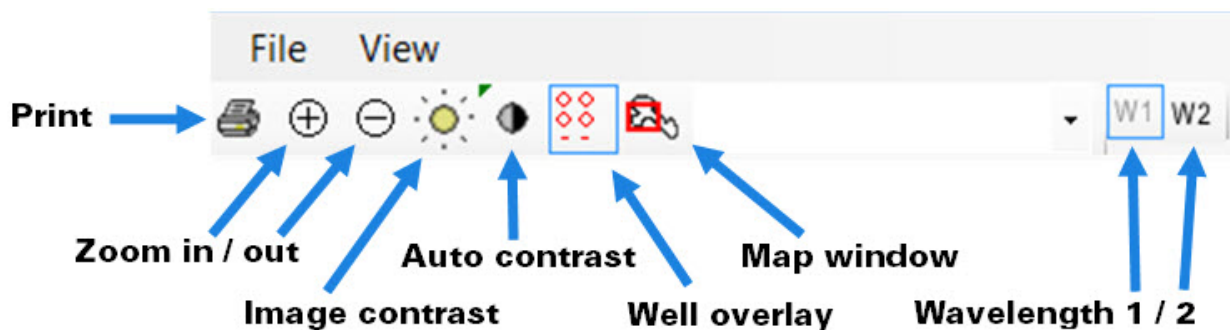 File View
Print
W1 W2
Zoom in / out
Auto contrast
Map window
Image contrast
Well overlay
Wavelength 1 / 2